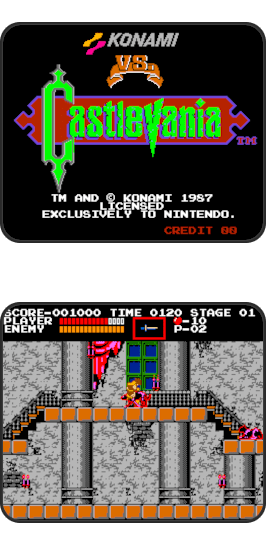 KONAMI
VS.
Castlevania TM
TM AND © KONAMI 1987
LICENSED
EXCLUSIVELY TO NINTENDO.
CREDIT 00
SCORE-001000 TIME 0120 STAGE 01
PLAYER -10
ENEMY P-02